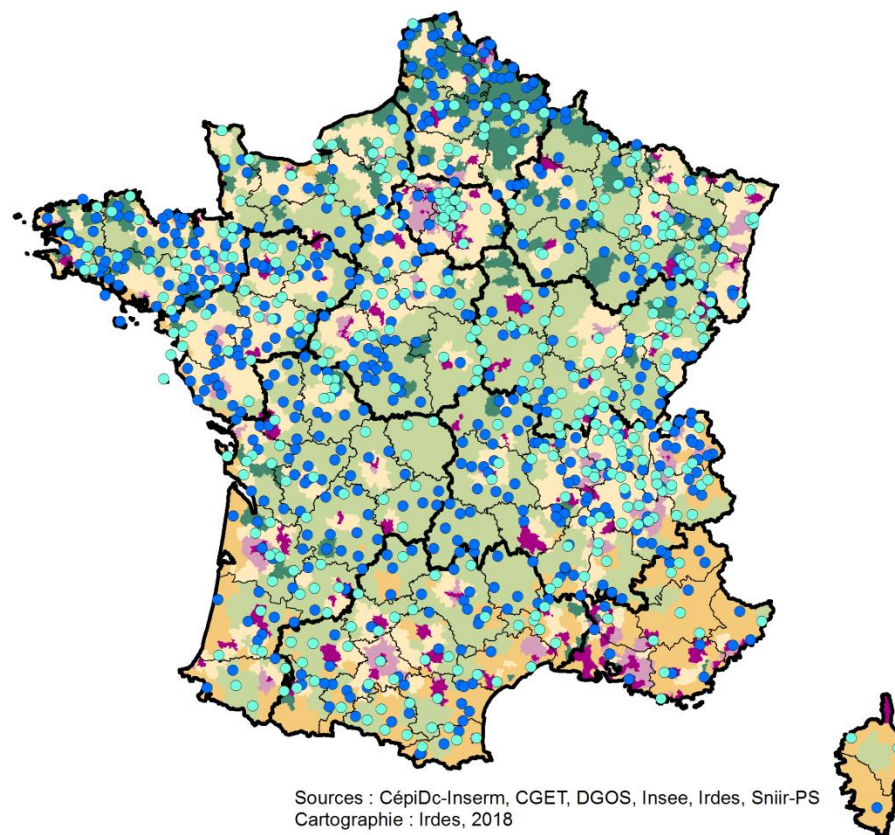 Sources : CépiDc-Inserm, CGET, DGOS, Insee, Irdes, Sniir-PS
Cartographie : Irdes, 2018